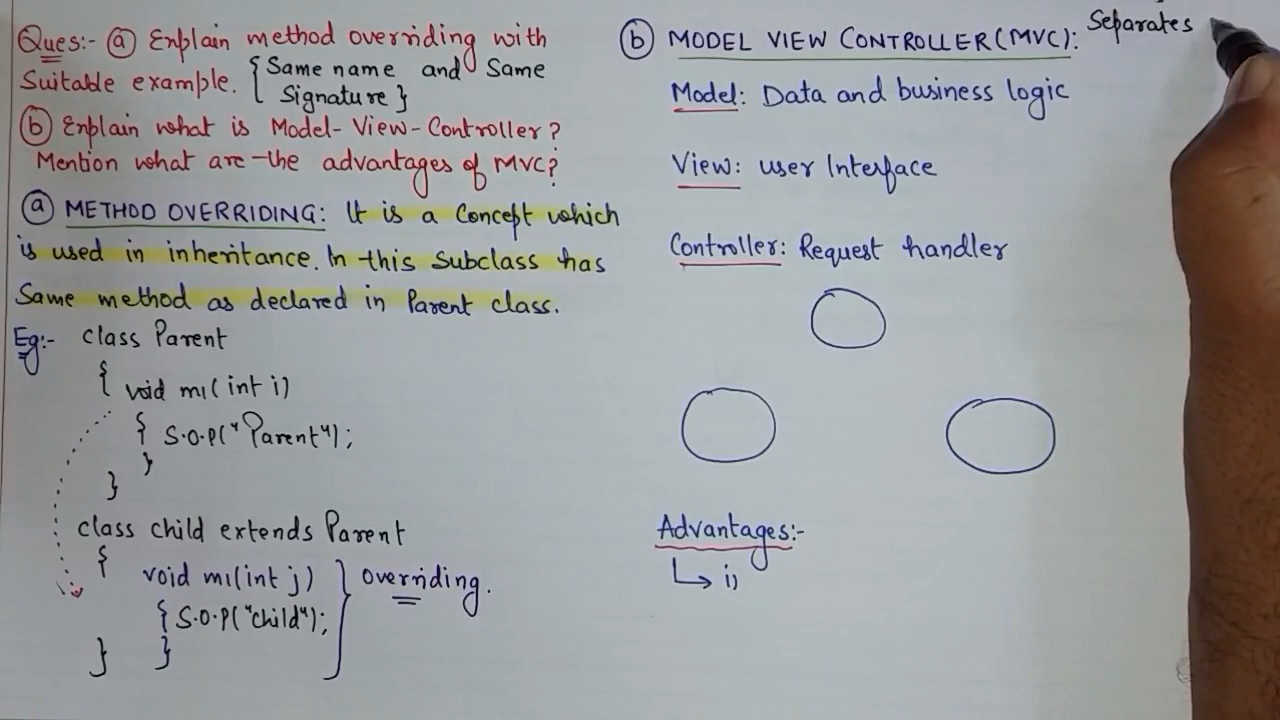 Ques:- (a) Explain method overriding with
Suitable example. { Same name and Same
Signature }
(b) Explain what is Model-View-Controller?
Mention what are the advantages of MVC?
(a) METHOD OVERRIDING: It is a Concept which
is used in inheritance. In this Subclass has
Same method as declared in Parent class.
Eg:- class Parent
{ void m1(int i)
{ S.O.P("Parent");
}
}
class child extends Parent
{ void m1(int j) } overriding.
{ S.O.P("child");
} }
(b) MODEL VIEW CONTROLLER (MVC): Separates
Model: Data and business logic
View: user Interface
Controller: Request handler
Advantages:-
↳ i)